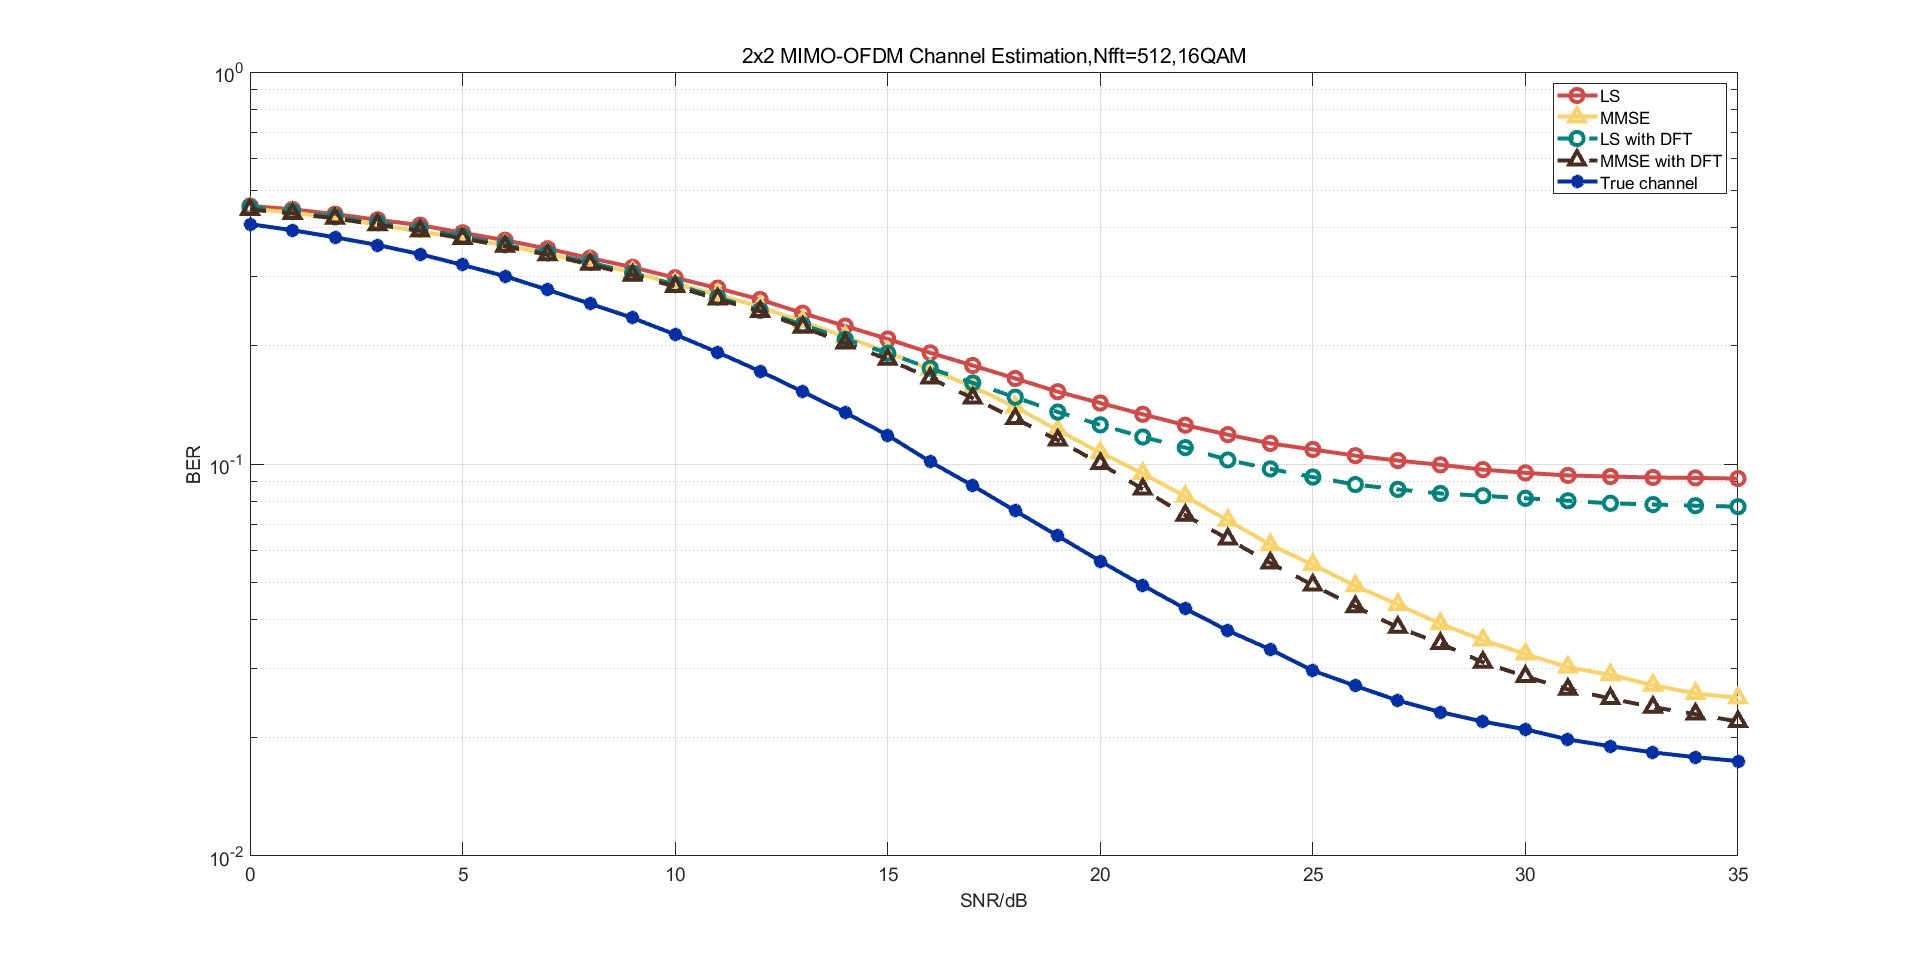 2x2 MIMO-OFDM Channel Estimation,Nfft=512,16QAM
10^0
10^-1
10^-2
BER
LS
MMSE
LS with DFT
MMSE with DFT
True channel
0 5 10 15 20 25 30 35
SNR/dB